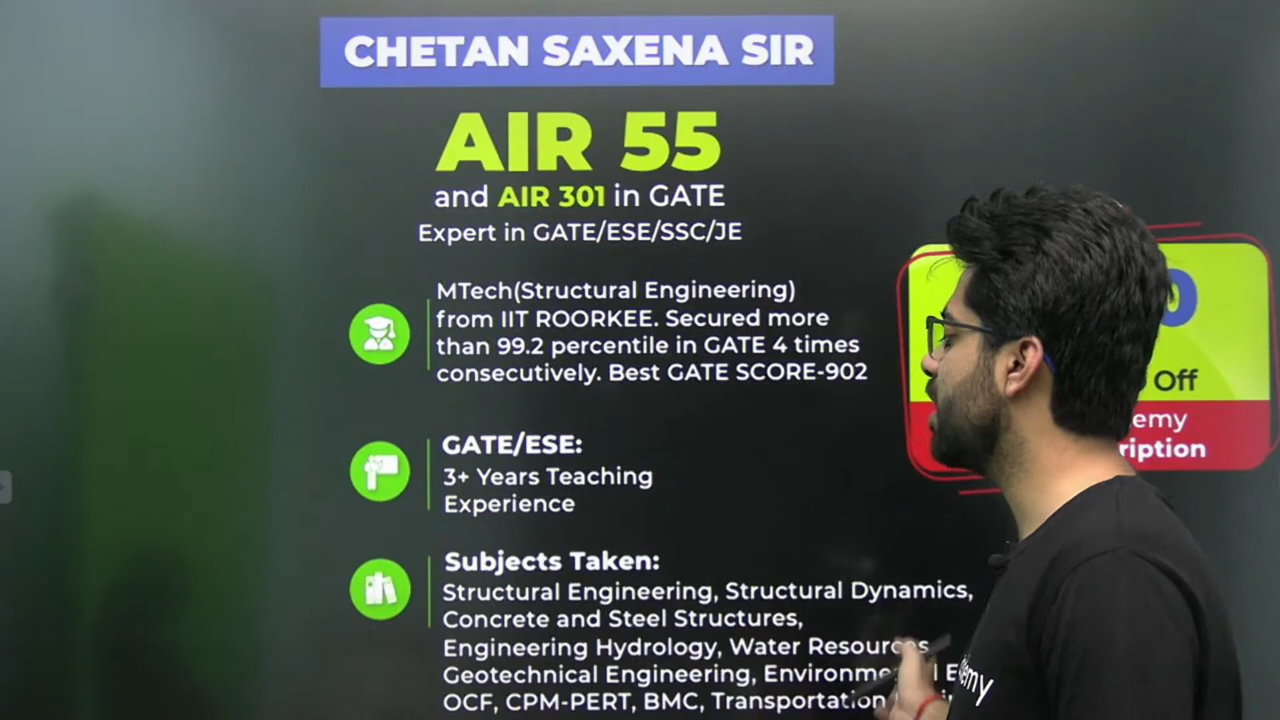 CHETAN SAXENA SIR
AIR 55
and AIR 301 in GATE
Expert in GATE/ESE/SSC/JE
MTech(Structural Engineering)
from IIT ROORKEE. Secured more
than 99.2 percentile in GATE 4 times
consecutively. Best GATE SCORE-902
GATE/ESE:
3+ Years Teaching
Experience
Subjects Taken:
Structural Engineering, Structural Dynamics,
Concrete and Steel Structures,
Engineering Hydrology, Water Resources
Geotechnical Engineering,
OCF, CPM-PERT, BMC, Transportation
Off